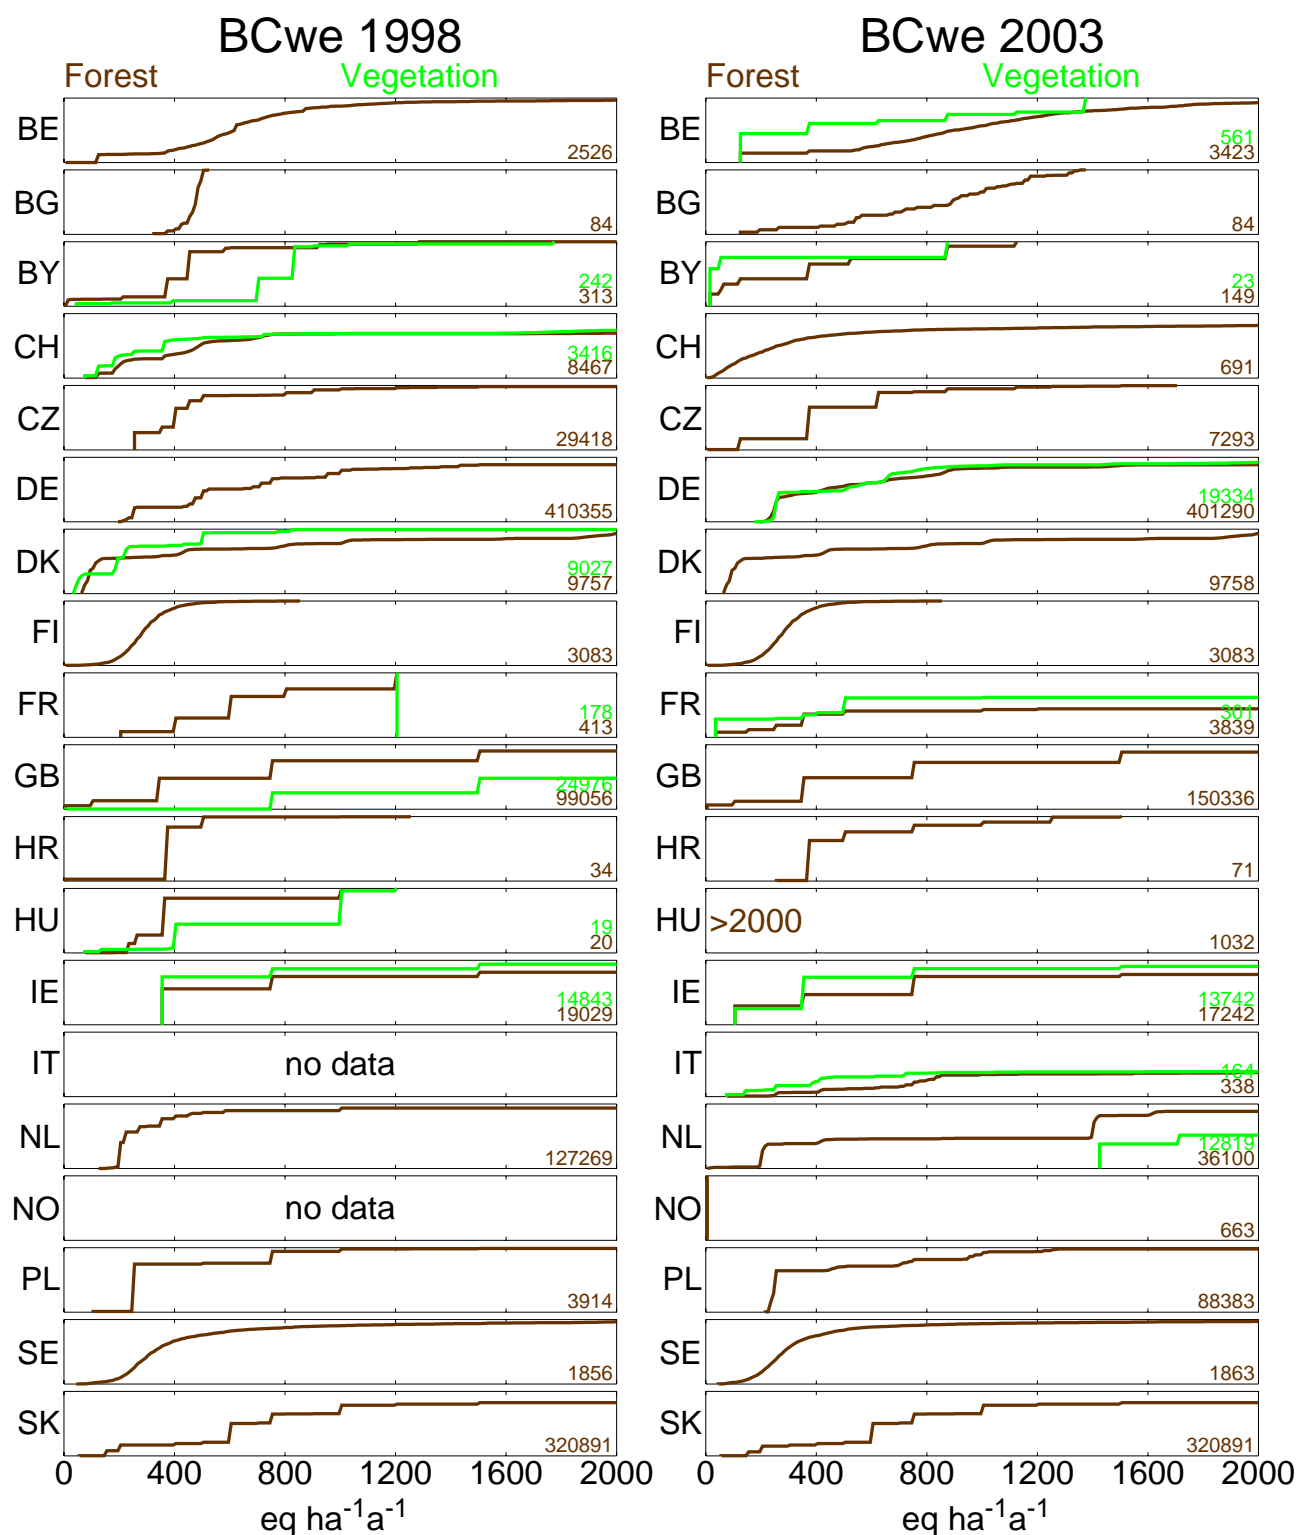 BCwe 1998
Forest Vegetation
BE 2526
BG 84
BY 242
313
CH 3416
8467
CZ 29418
DE 410355
DK 9027
9757
FI 3083
FR 178
413
GB 24976
99056
HR 34
HU 19
20
IE 14843
19029
IT no data
NL 127269
NO no data
PL 3914
SE 1856
SK 320891
0 400 800 1200 1600 2000
eq ha⁻¹a⁻¹
BCwe 2003
Forest Vegetation
BE 561
3423
BG 84
BY 23
149
CH 691
CZ 7293
DE 19334
401290
DK 9758
FI 3083
FR 301
3839
GB 150336
HR 71
HU >2000 1032
IE 13742
17242
IT 164
338
NL 12819
36100
NO 663
PL 88383
SE 1863
SK 320891
0 400 800 1200 1600 2000
eq ha⁻¹a⁻¹